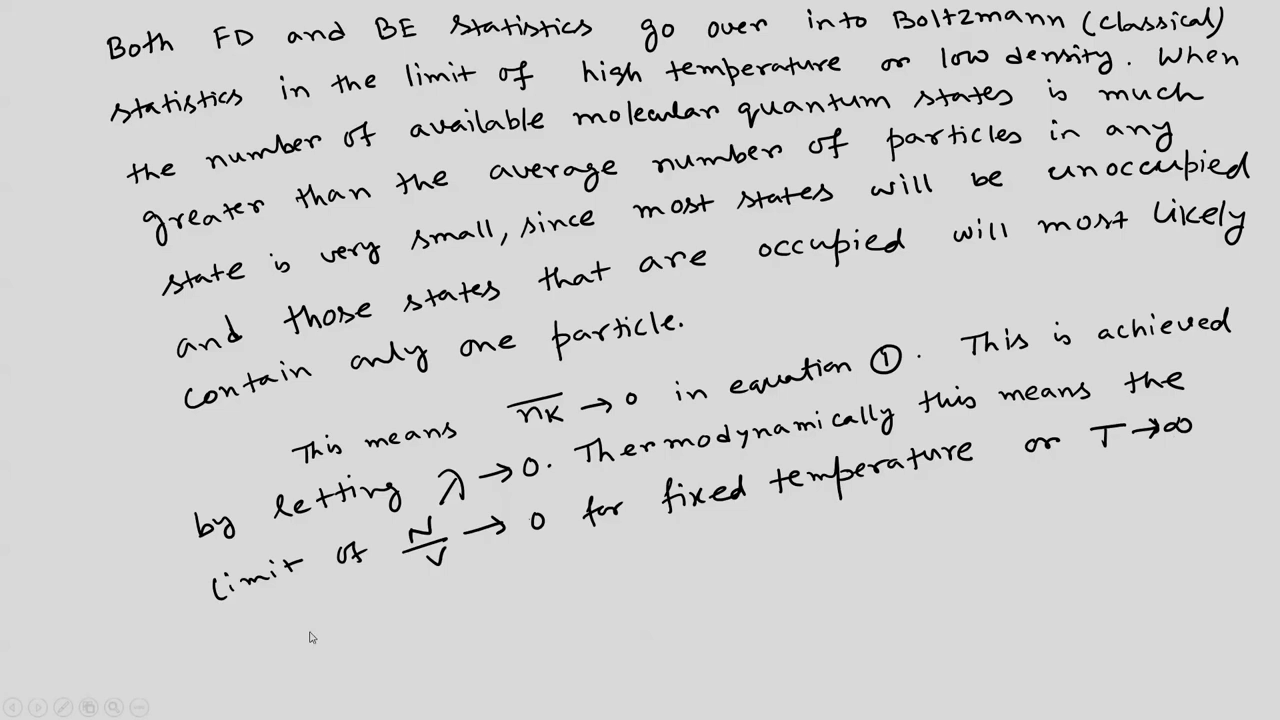 Both FD and BE statistics go over into Boltzmann (classical)
statistics in the limit of high temperature or low density. When
the number of available molecular quantum states is much
greater than the average number of particles in any
state is very small, since most states will be unoccupied
and those states that are occupied will most likely
contain only one particle.
This means \overline{n_K} → 0 in equation ①. This is achieved
by letting λ → 0. Thermodynamically this means the
limit of N/V → 0 for fixed temperature or T → ∞